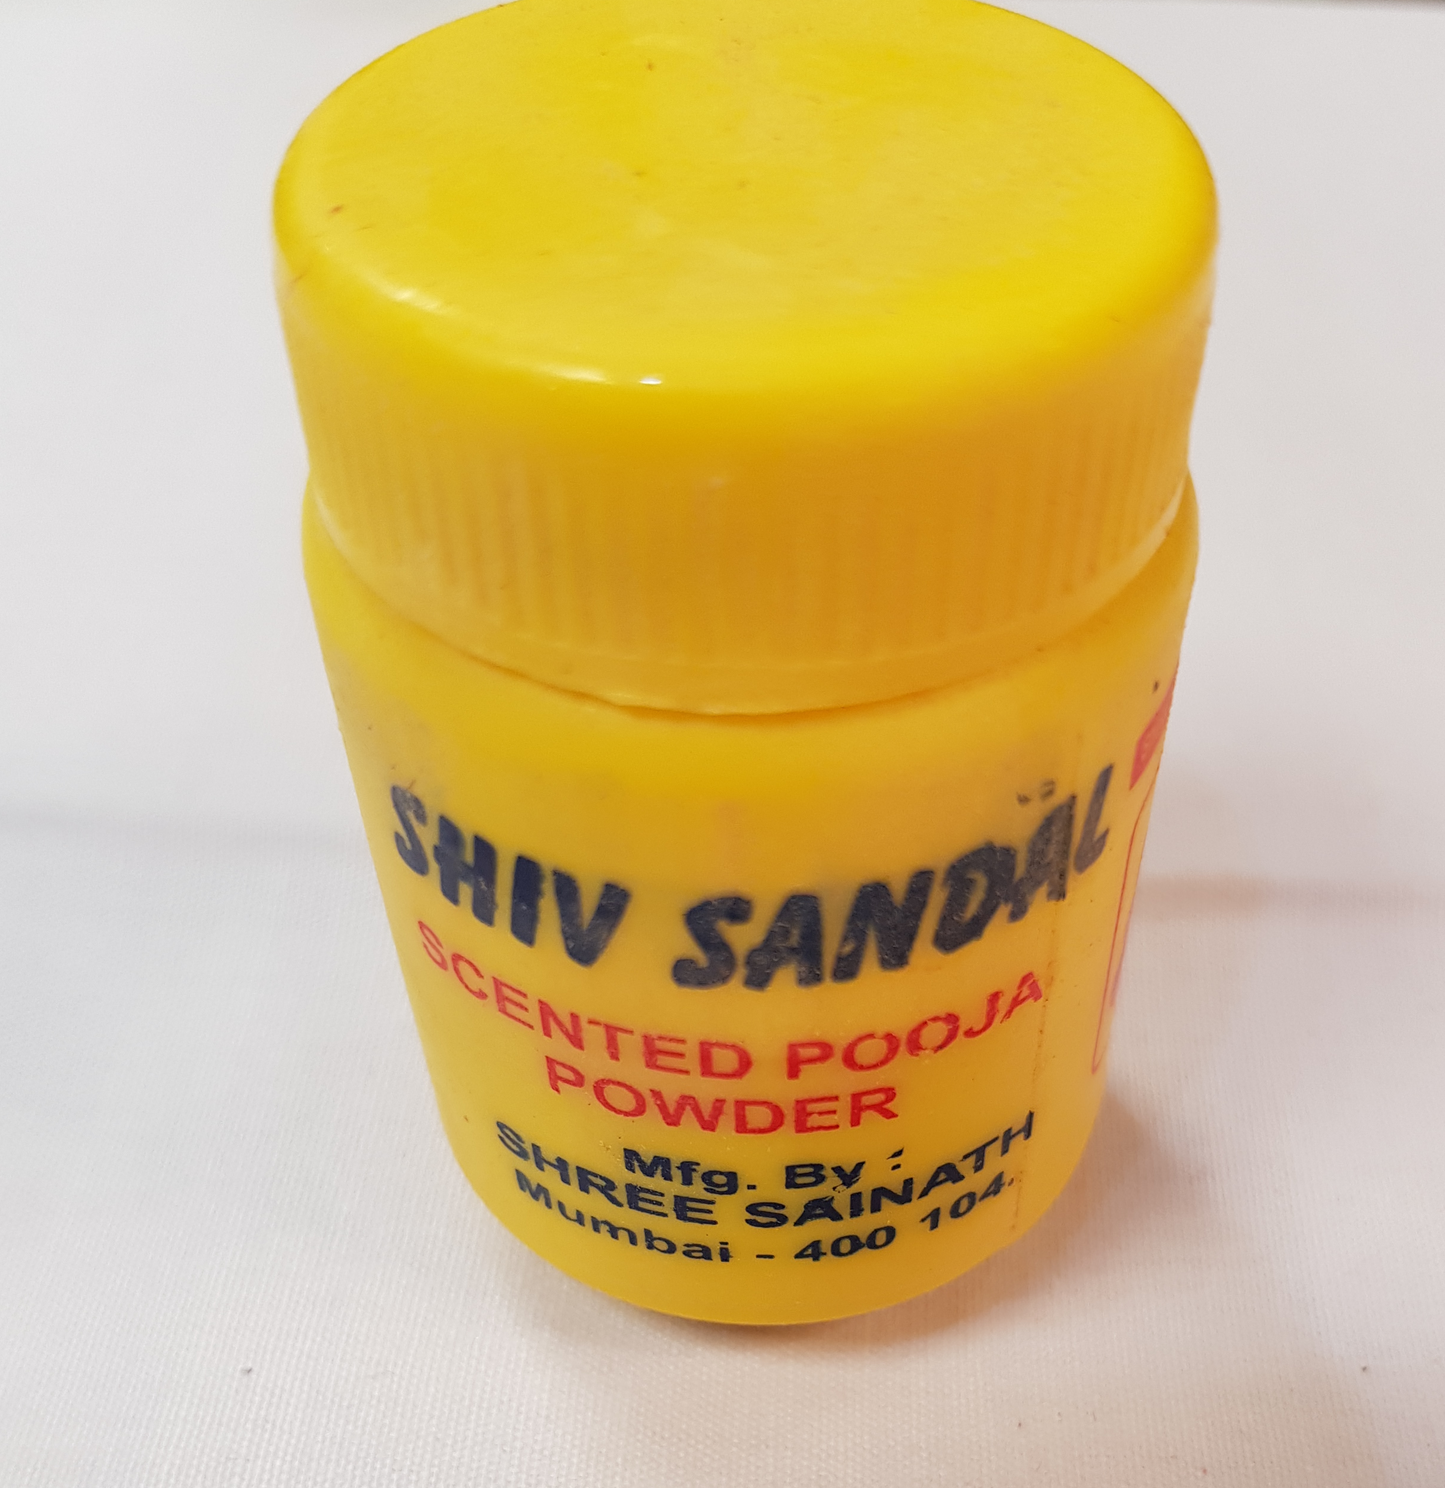 SHIV SANDAL
SCENTED POOJA
POWDER
Mfg. By :
SHREE SAINATH
Mumbai - 400 104.